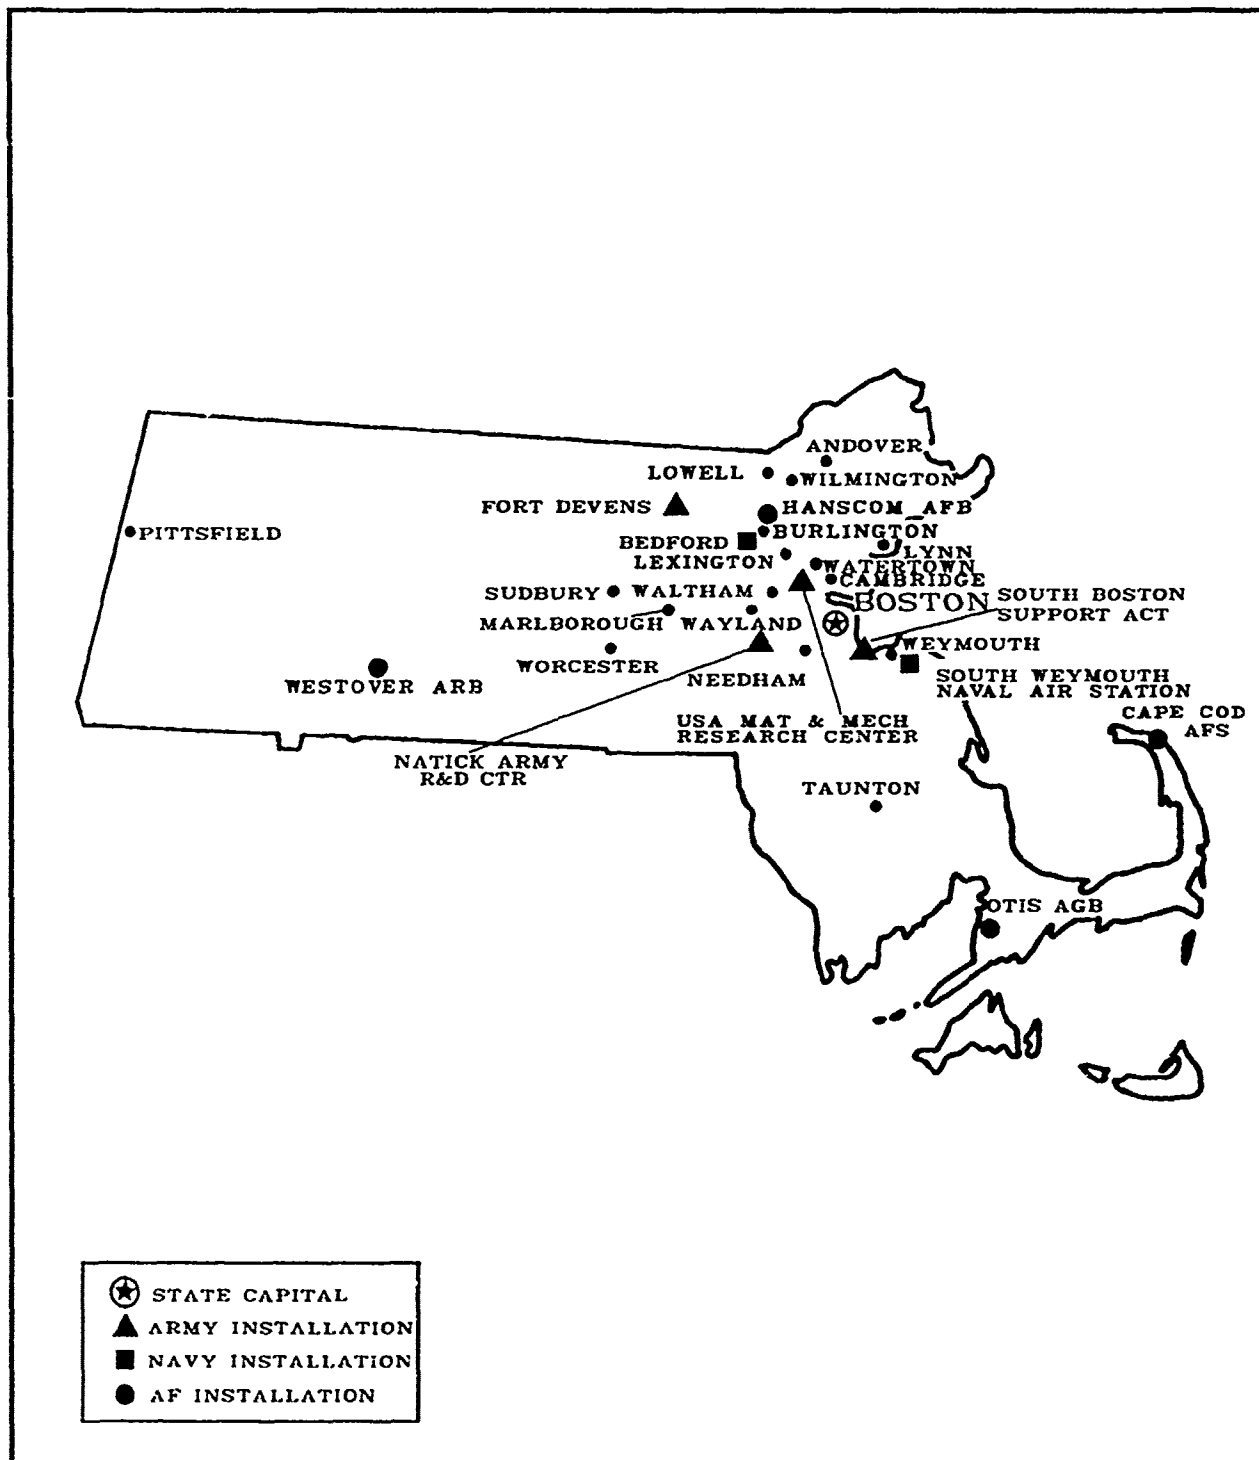 ANDOVER
LOWELL
WILMINGTON
FORT DEVENS
HANSCOM AFB
PITTSFIELD
BURLINGTON
BEDFORD
LYNN
LEXINGTON
WATERTOWN
CAMBRIDGE
SUDBURY
WALTHAM
BOSTON
SOUTH BOSTON
SUPPORT ACT
MARLBOROUGH
WAYLAND
WEYMOUTH
WORCESTER
NEEDHAM
WESTOVER ARB
SOUTH WEYMOUTH
NAVAL AIR STATION
USA MAT & MECH
RESEARCH CENTER
CAPE COD
AFS
NATICK ARMY
R&D CTR
TAUNTON
OTIS AGB
STATE CAPITAL
ARMY INSTALLATION
NAVY INSTALLATION
AF INSTALLATION